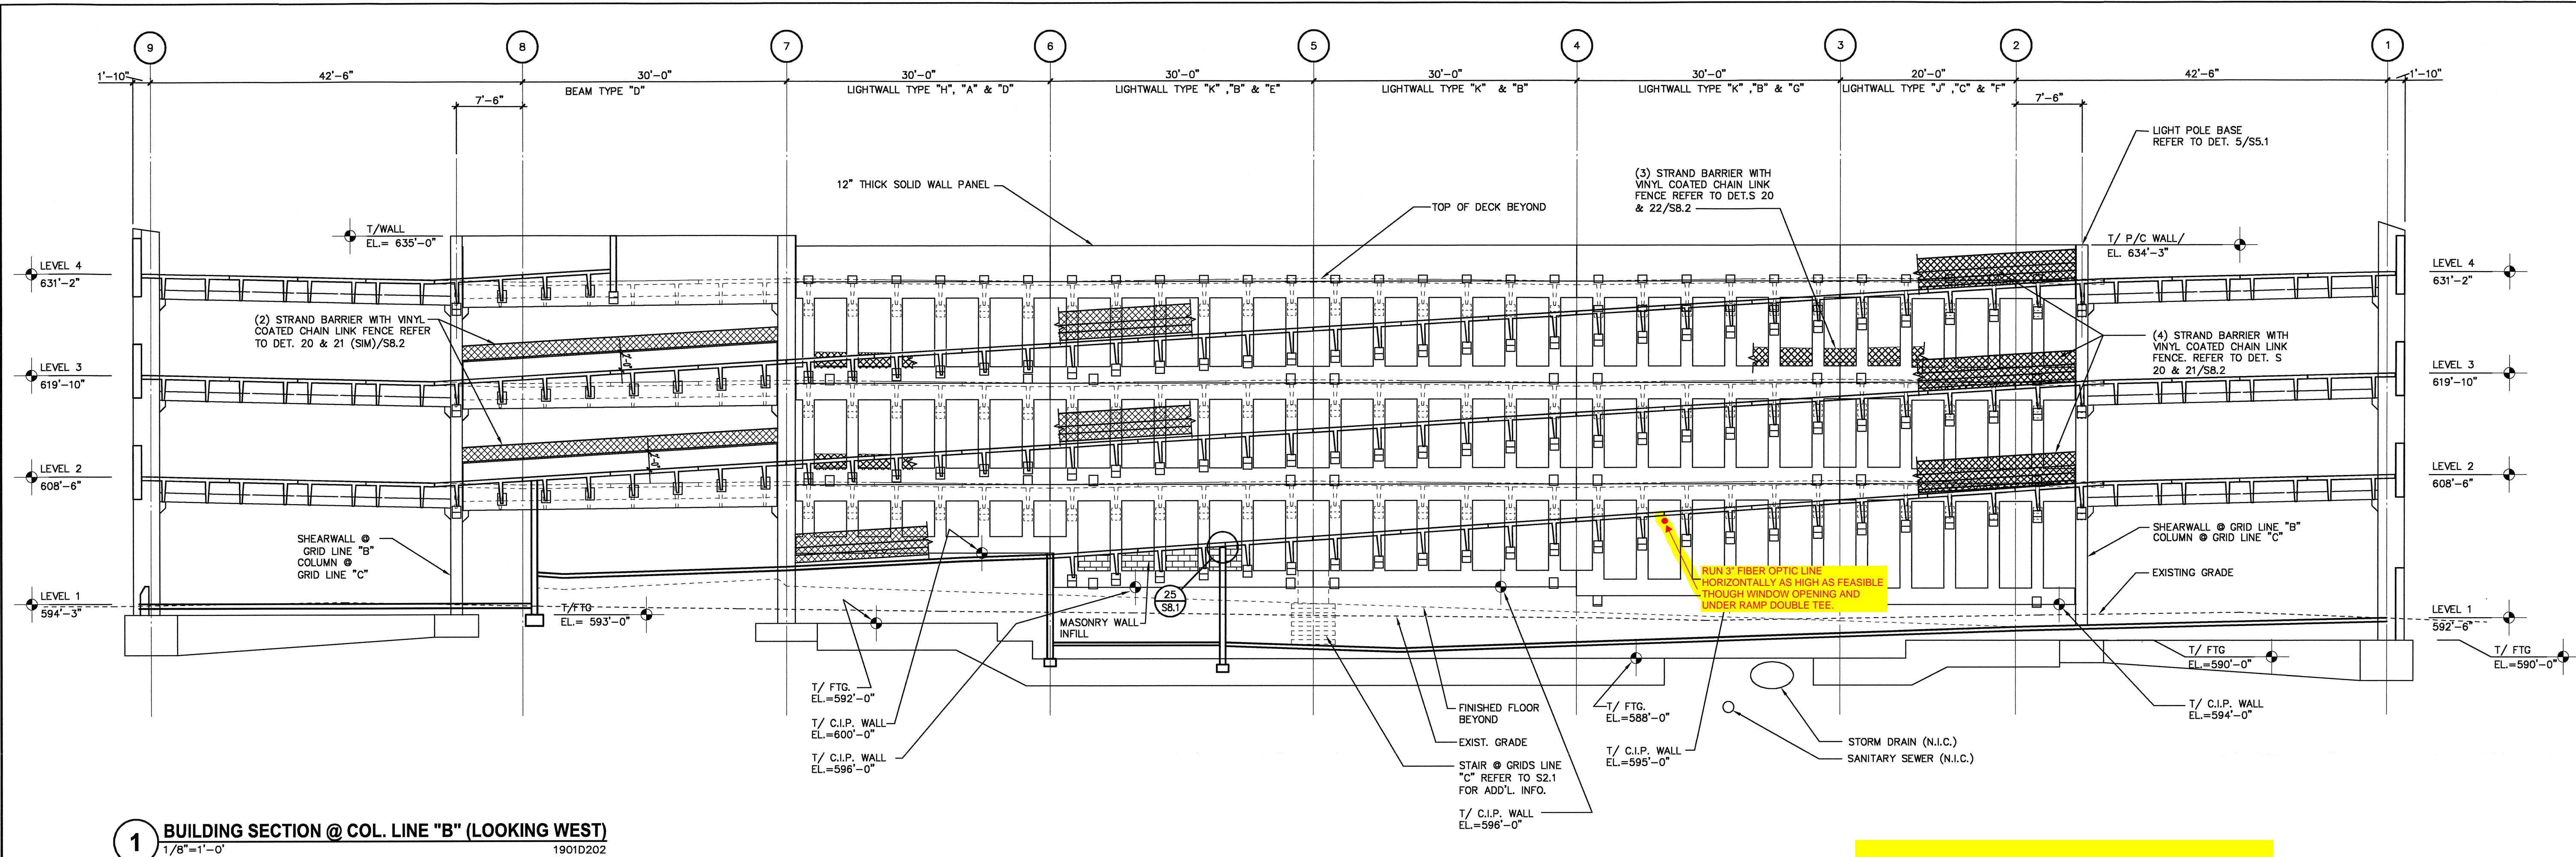 9
8
7
6
5
4
3
2
1
1'-10"
42'-6"
30'-0"
30'-0"
30'-0"
30'-0"
30'-0"
20'-0"
42'-6"
1'-10"
BEAM TYPE "D"
LIGHTWALL TYPE "H", "A" & "D"
LIGHTWALL TYPE "K" ,"B" & "E"
LIGHTWALL TYPE "K" & "B"
LIGHTWALL TYPE "K" ,"B" & "G"
LIGHTWALL TYPE "J" ,"C" & "F"
7'-6"
7'-6"
LIGHT POLE BASE
REFER TO DET. 5/S5.1
12" THICK SOLID WALL PANEL
(3) STRAND BARRIER WITH
VINYL COATED CHAIN LINK
FENCE REFER TO DET.S 20
& 22/S8.2
TOP OF DECK BEYOND
T/WALL
EL.= 635'-0"
T/ P/C WALL/
EL. 634'-3"
LEVEL 4
631'-2"
LEVEL 4
631'-2"
(2) STRAND BARRIER WITH VINYL
COATED CHAIN LINK FENCE REFER
TO DET. 20 & 21 (SIM)/S8.2
(4) STRAND BARRIER WITH
VINYL COATED CHAIN LINK
FENCE. REFER TO DET. S
20 & 21/S8.2
LEVEL 3
619'-10"
LEVEL 3
619'-10"
LEVEL 2
608'-6"
LEVEL 2
608'-6"
SHEARWALL @
GRID LINE "B"
COLUMN @
GRID LINE "C"
SHEARWALL @ GRID LINE "B"
COLUMN @ GRID LINE "C"
RUN 3" FIBER OPTIC LINE
HORIZONTALLY AS HIGH AS FEASIBLE
THOUGH WINDOW OPENING AND
UNDER RAMP DOUBLE TEE.
EXISTING GRADE
LEVEL 1
594'-3"
T/FTG
EL.= 593'-0"
25
S8.1
MASONRY WALL
INFILL
LEVEL 1
592'-6"
T/ FTG
EL.=590'-0"
T/ FTG
EL.=590'-0"
T/ FTG.
EL.=592'-0"
T/ C.I.P. WALL
EL.=600'-0"
T/ C.I.P. WALL
EL.=596'-0"
FINISHED FLOOR
BEYOND
EXIST. GRADE
STAIR @ GRIDS LINE
"C" REFER TO S2.1
FOR ADD'L. INFO.
T/ C.I.P. WALL
EL.=596'-0"
T/ FTG.
EL.=588'-0"
T/ C.I.P. WALL
EL.=595'-0"
STORM DRAIN (N.I.C.)
SANITARY SEWER (N.I.C.)
T/ C.I.P. WALL
EL.=594'-0"
1
BUILDING SECTION @ COL. LINE "B" (LOOKING WEST)
1/8"=1'-0'
1901D202